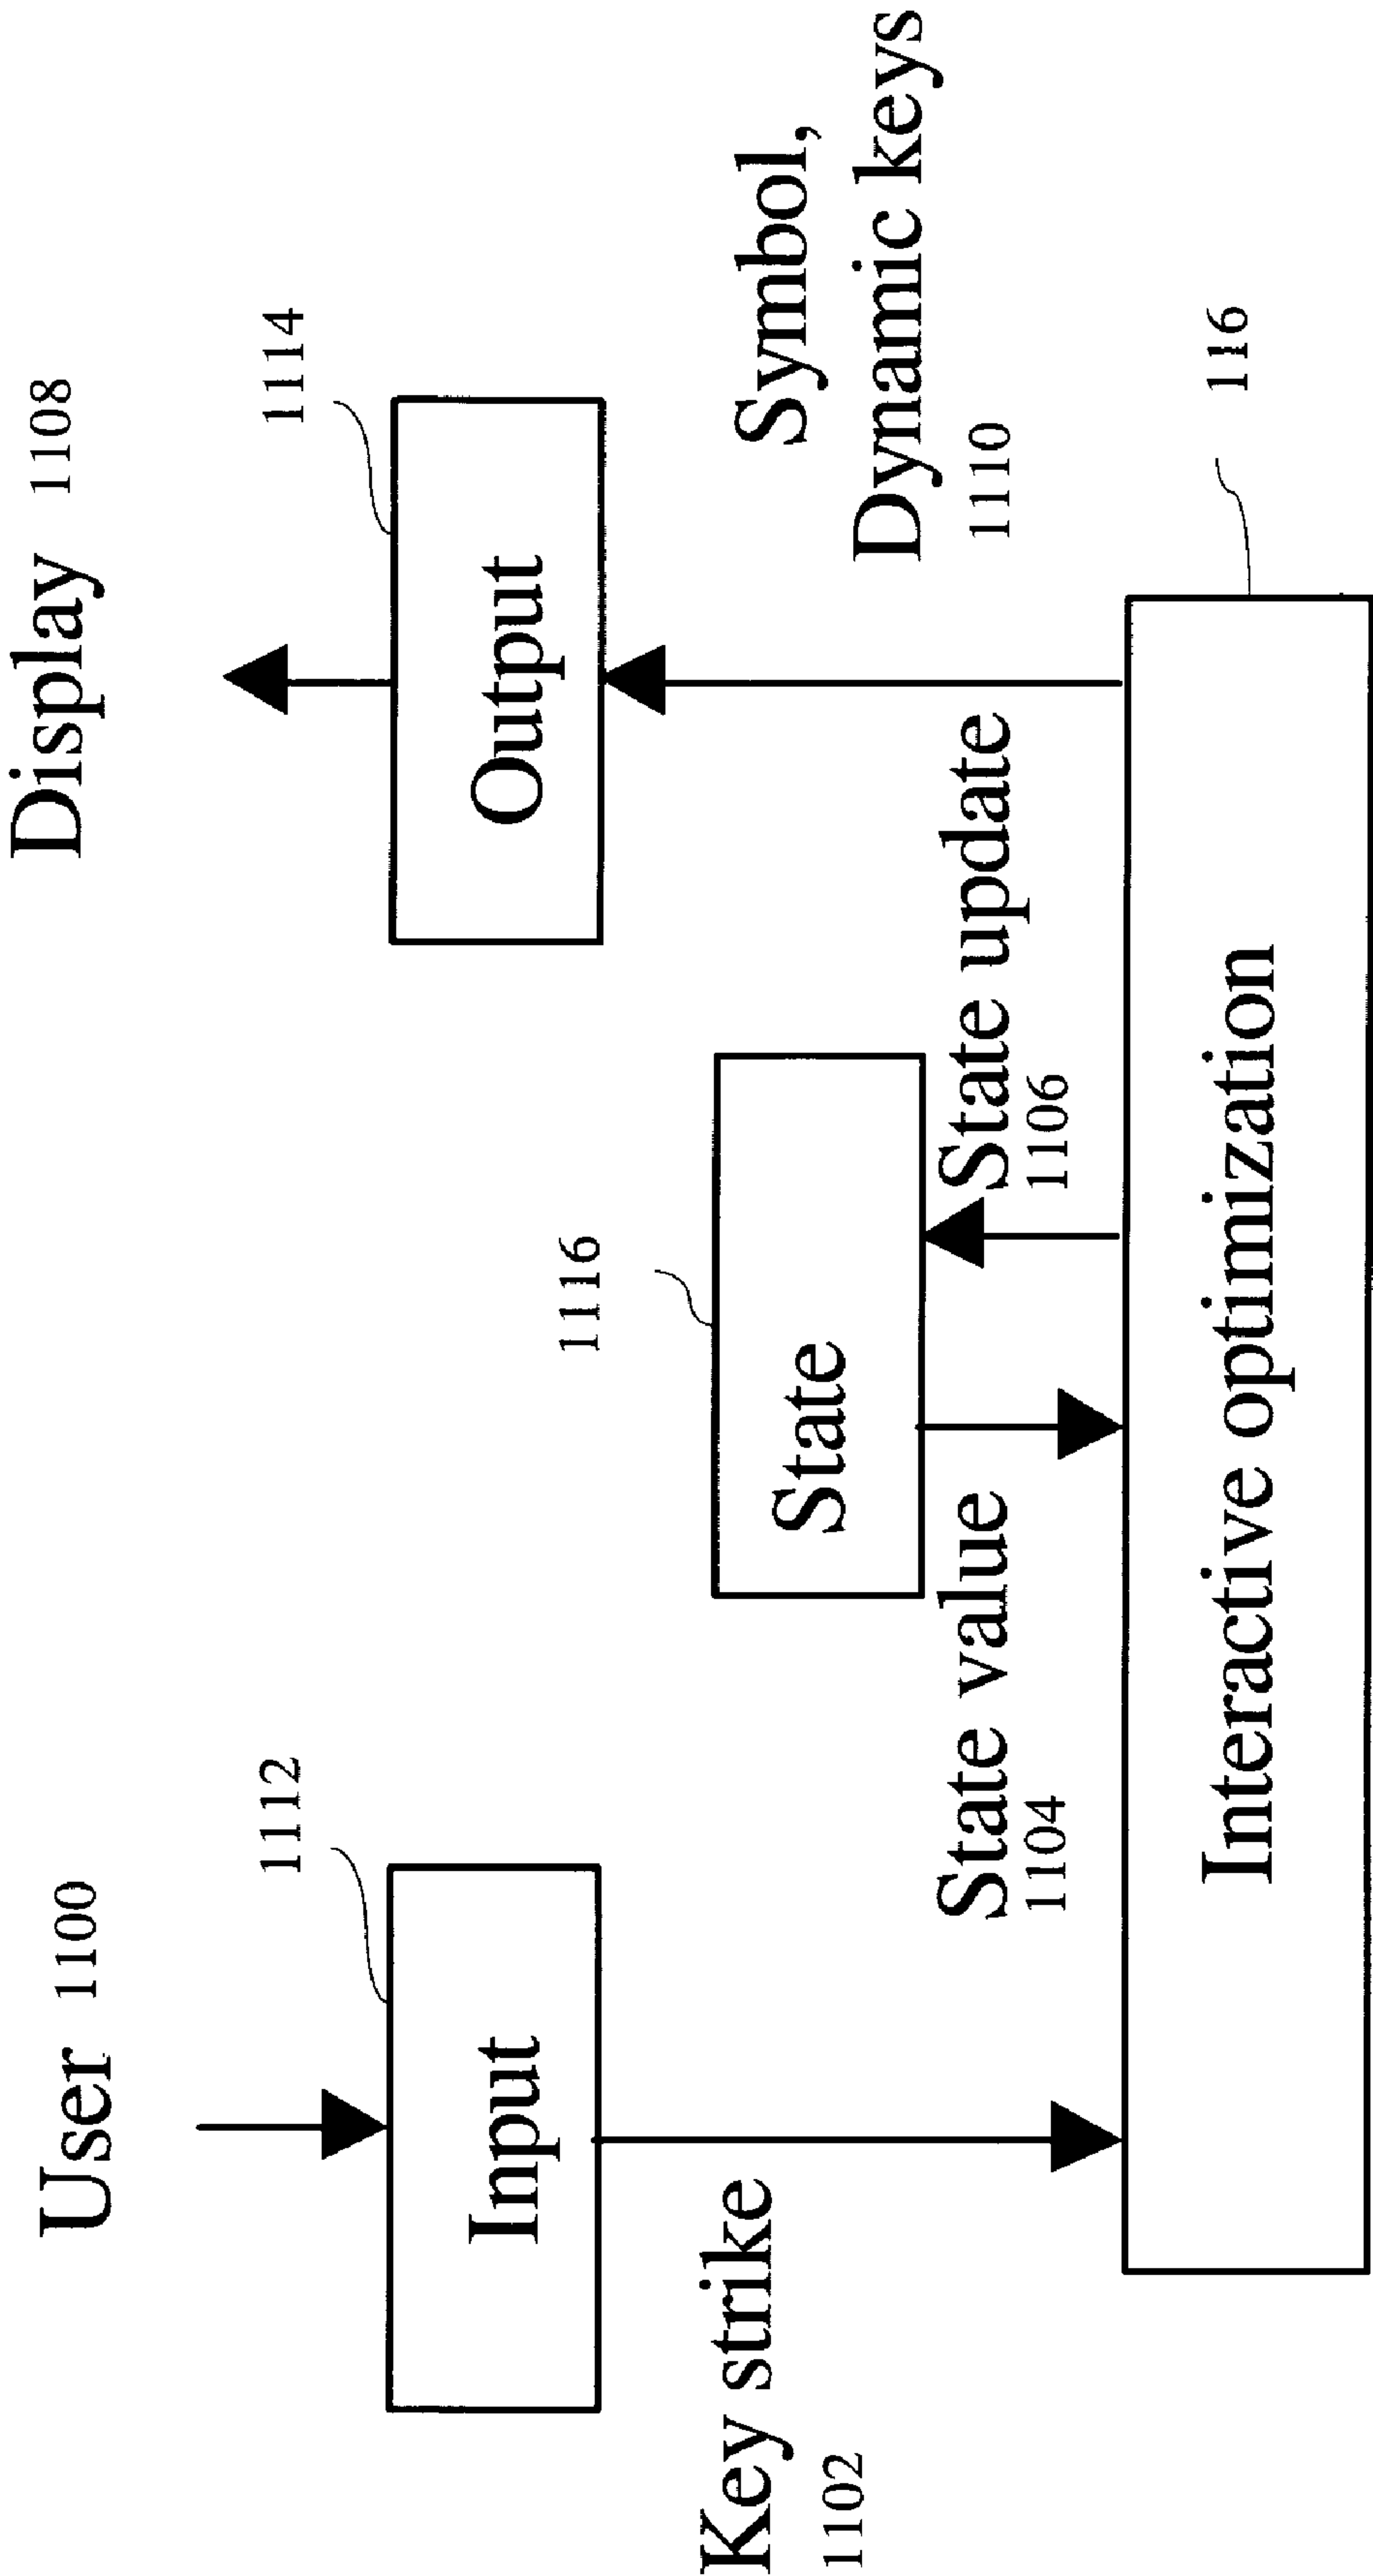 User 1100
Display 1108
1112
1114
Input
Output
1116
State
Key strike
1102
State value
1104
State update
1106
Symbol,
Dynamic keys
1110
116
Interactive optimization